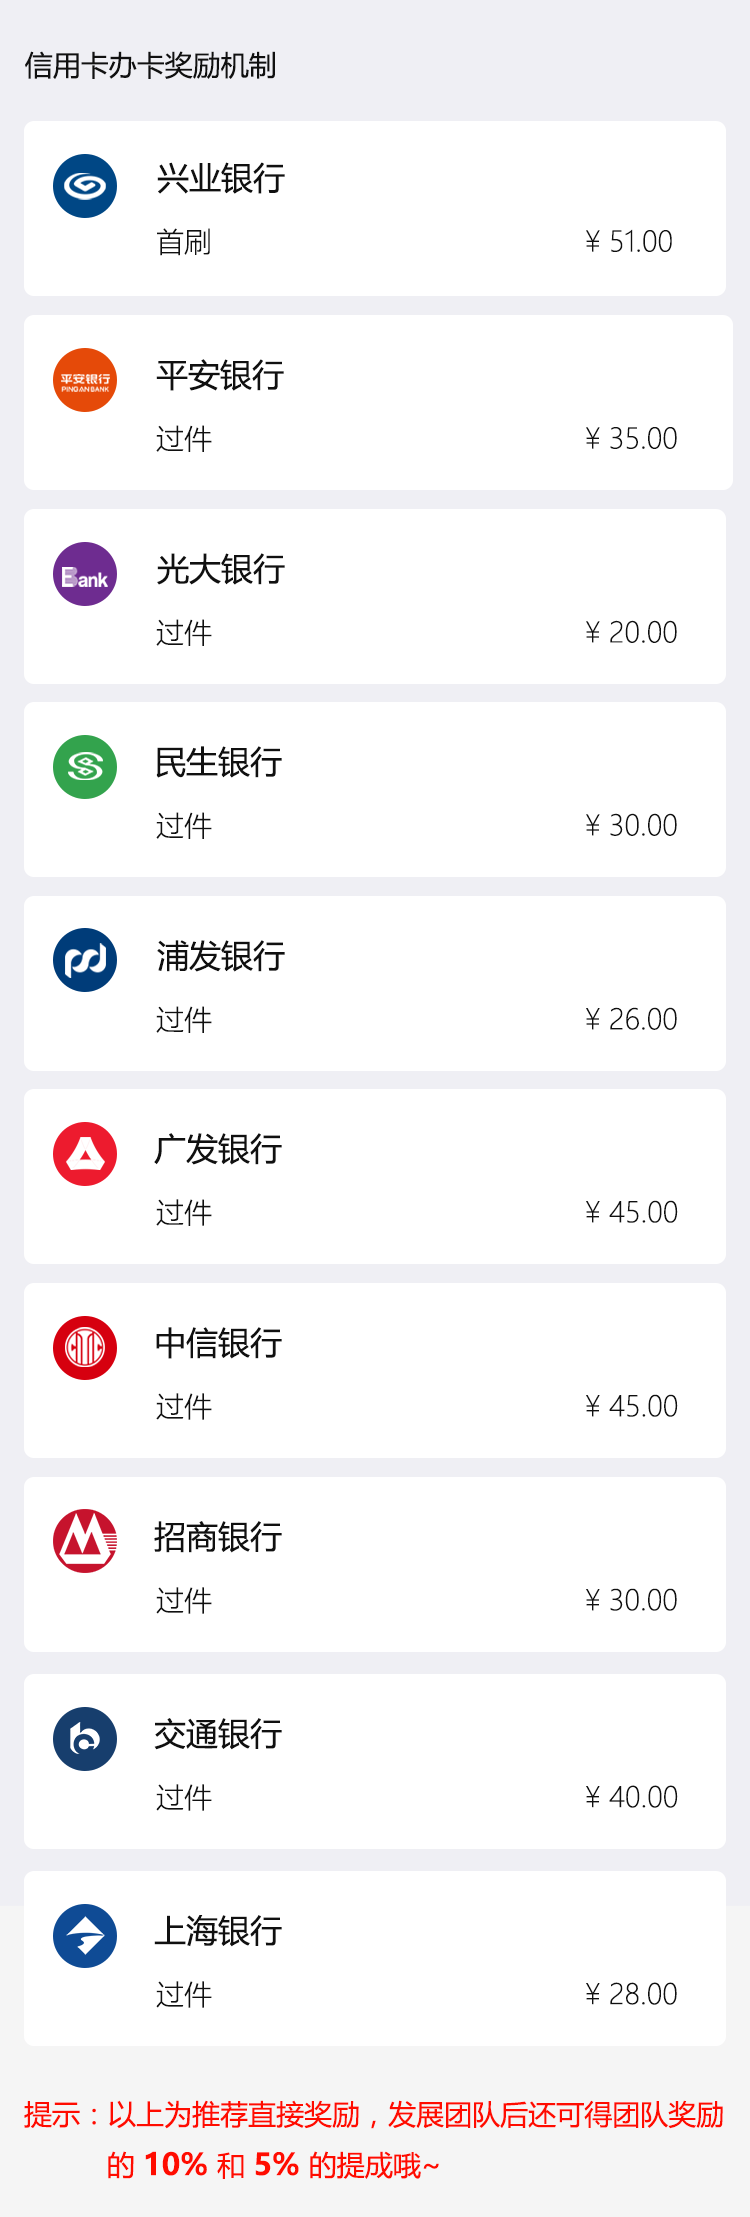 信用卡办卡奖励机制
兴业银行
首刷 ¥ 51.00
平安银行
PINGAN BANK
平安银行
过件 ¥ 35.00
Bank
光大银行
过件 ¥ 20.00
民生银行
过件 ¥ 30.00
浦发银行
过件 ¥ 26.00
广发银行
过件 ¥ 45.00
中信银行
过件 ¥ 45.00
招商银行
过件 ¥ 30.00
交通银行
过件 ¥ 40.00
上海银行
过件 ¥ 28.00
提示：以上为推荐直接奖励，发展团队后还可得团队奖励
的 10% 和 5% 的提成哦~